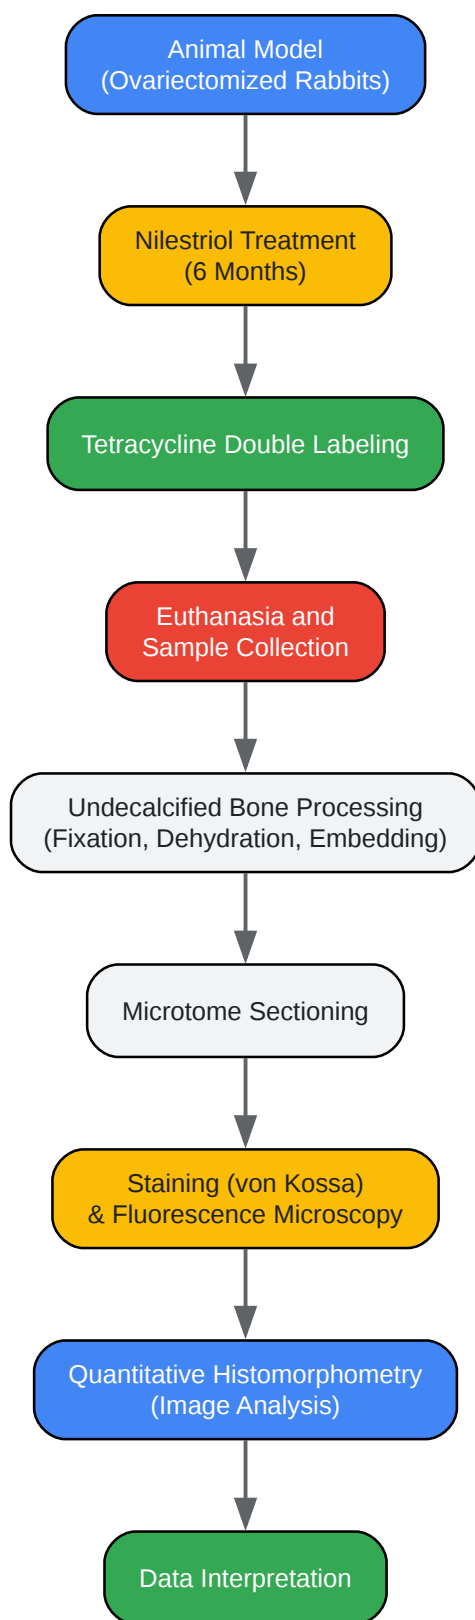 Animal Model
(Ovariectomized Rabbits)
Nilestriol Treatment
(6 Months)
Tetracycline Double Labeling
Euthanasia and
Sample Collection
Undecalcified Bone Processing
(Fixation, Dehydration, Embedding)
Microtome Sectioning
Staining (von Kossa)
& Fluorescence Microscopy
Quantitative Histomorphometry
(Image Analysis)
Data Interpretation